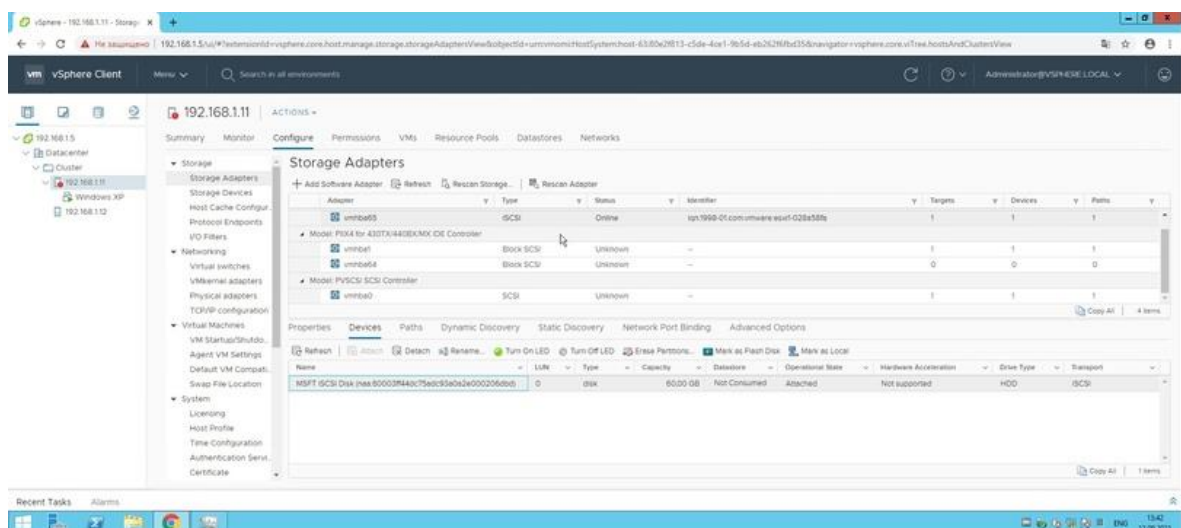 vSphere - 192.168.1.11 - Storag
Не защищено 192.168.1.5/ui/#?extensionId=vsphere.core.host.manage.storage.storageAdaptersView&objectId=
vm vSphere Client Menu Search in all environments Administrator@VSPHERE.LOCAL
192.168.1.11 ACTIONS
Summary Monitor Configure Permissions VMs Resource Pools Datastores Networks
192.168.1.5
Datacenter
Cluster
192.168.1.11
Windows XP
192.168.1.12
Storage
Storage Adapters
Storage Devices
Host Cache Configur..
Protocol Endpoints
I/O Filters
Networking
Virtual switches
VMkernel adapters
Physical adapters
TCP/IP configuration
Virtual Machines
VM Startup/Shutdo..
Agent VM Settings
Default VM Compati..
Swap File Location
System
Licensing
Host Profile
Time Configuration
Authentication Servi..
Certificate
Storage Adapters
+ Add Software Adapter Refresh Rescan Storage... Rescan Adapter
Adapter Type Status Identifier Targets Devices Paths
vmhba65 iSCSI Online 1 1 1
Model: PIIX4 for 430TX/440BX/MX IDE Controller
vmhba1 Block SCSI Unknown -- 1 1 1
vmhba64 Block SCSI Unknown -- 0 0 0
Model: PVSCSI SCSI Controller
vmhba0 SCSI Unknown -- 1 1 1
Copy All 4 items
Properties Devices Paths Dynamic Discovery Static Discovery Network Port Binding Advanced Options
Refresh Attach Detach Rename... Turn On LED Turn Off LED Erase Partitions... Mark as Flash Disk Mark as Local
Name LUN Type Capacity Datastore Operational State Hardware Acceleration Drive Type Transport
MSFT iSCSI Disk 0 disk 60.00 GB Not Consumed Attached Not supported HDD iSCSI
Copy All 1 items
Recent Tasks Alarms
ENG 13:42